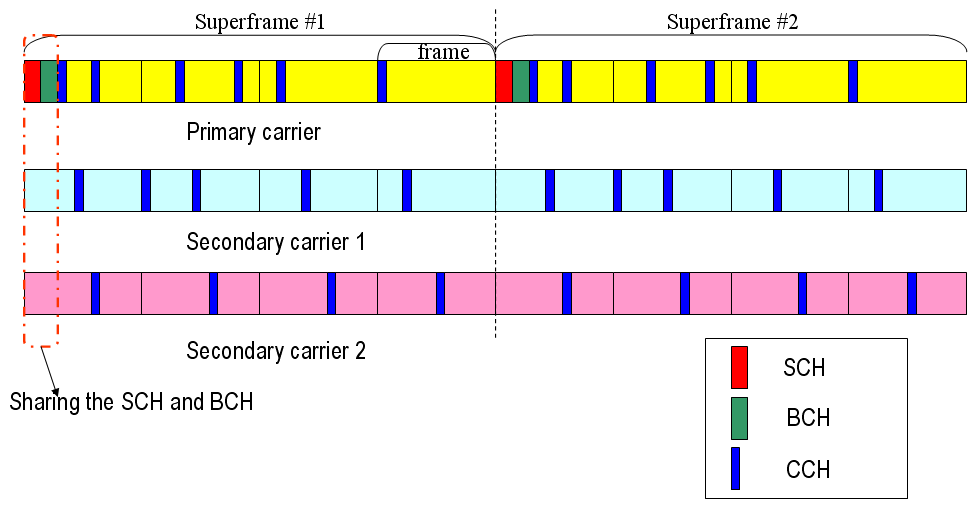 Superframe #1
Superframe #2
frame
Primary carrier
Secondary carrier 1
Secondary carrier 2
Sharing the SCH and BCH
SCH
BCH
CCH